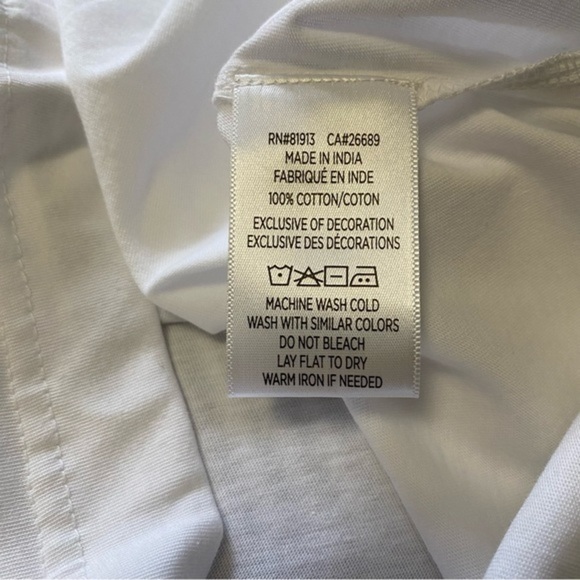 RN#81913 CA#26689
MADE IN INDIA
FABRIQUÉ EN INDE
100% COTTON/COTON
EXCLUSIVE OF DECORATION
EXCLUSIVE DES DÉCORATIONS
MACHINE WASH COLD
WASH WITH SIMILAR COLORS
DO NOT BLEACH
LAY FLAT TO DRY
WARM IRON IF NEEDED